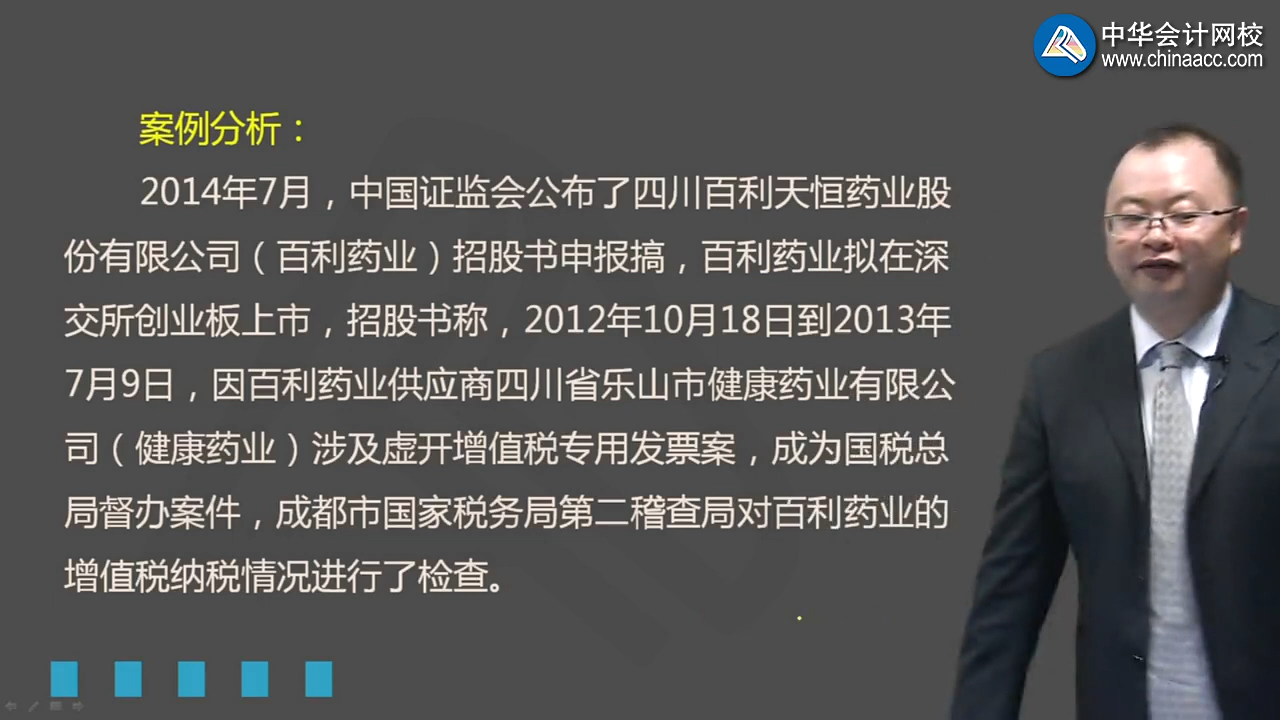 中华会计网校
www.chinaacc.com
案例分析：
2014年7月，中国证监会公布了四川百利天恒药业股
份有限公司（百利药业）招股书申报搞，百利药业拟在深
交所创业板上市，招股书称，2012年10月18日到2013年
7月9日，因百利药业供应商四川省乐山市健康药业有限公
司（健康药业）涉及虚开增值税专用发票案，成为国税总
局督办案件，成都市国家税务局第二稽查局对百利药业的
增值税纳税情况进行了检查。